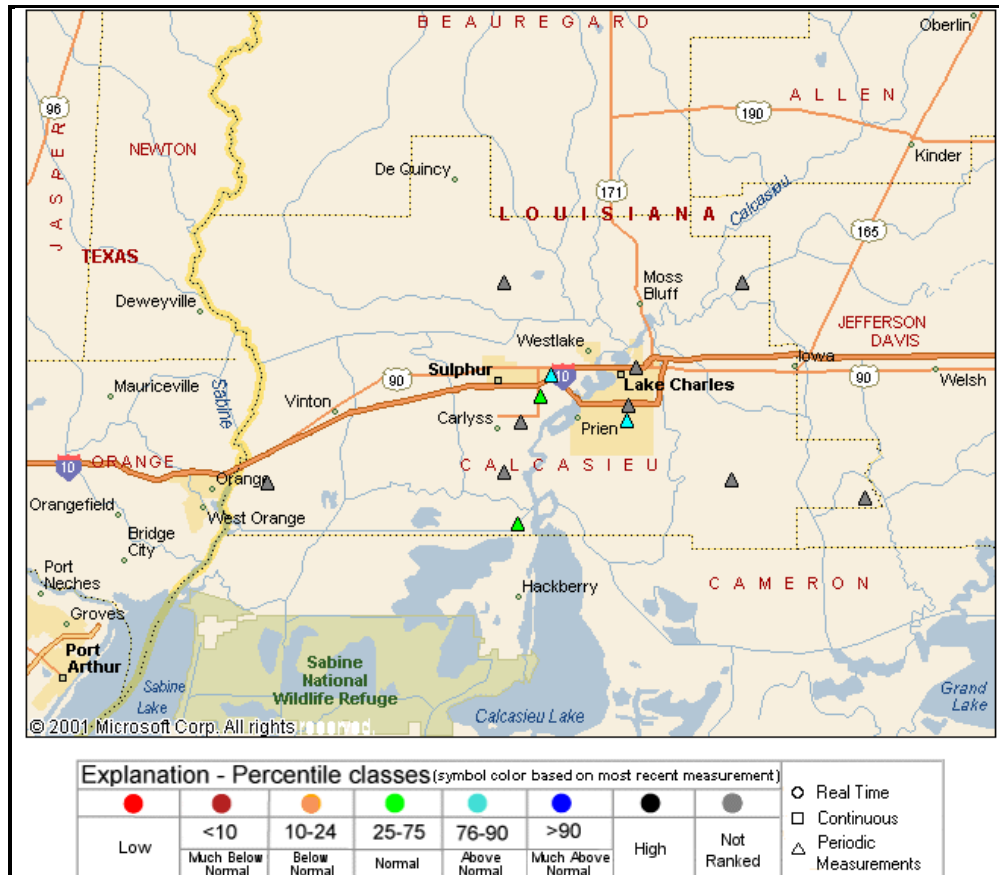 BEAUREGARD
Oberlin
96
ALLEN
190
JASPER
NEWTON
De Quincy
Kinder
171
Calcasieu
LOUISIANA
165
TEXAS
Moss
Bluff
Deweyville
JEFFERSON
DAVIS
Westlake
Iowa
Sulphur
90
10
Lake Charles
90
Welsh
Mauriceville
Sabine
Vinton
Carlyss
Prien
10
ORANGE
CALCASIEU
Orange
Orangefield
West Orange
Bridge
City
Port
Neches
Hackberry
CAMERON
Groves
Port
Arthur
Sabine
National
Wildlife Refuge
Sabine
Lake
Calcasieu Lake
Grand
Lake
© 2001 Microsoft Corp. All rights reserved.
Explanation - Percentile classes (symbol color based on most recent measurement)
Low
<10
Much Below
Normal
10-24
Below
Normal
25-75
Normal
76-90
Above
Normal
>90
Much Above
Normal
High
Not
Ranked
Real Time
Continuous
Periodic
Measurements